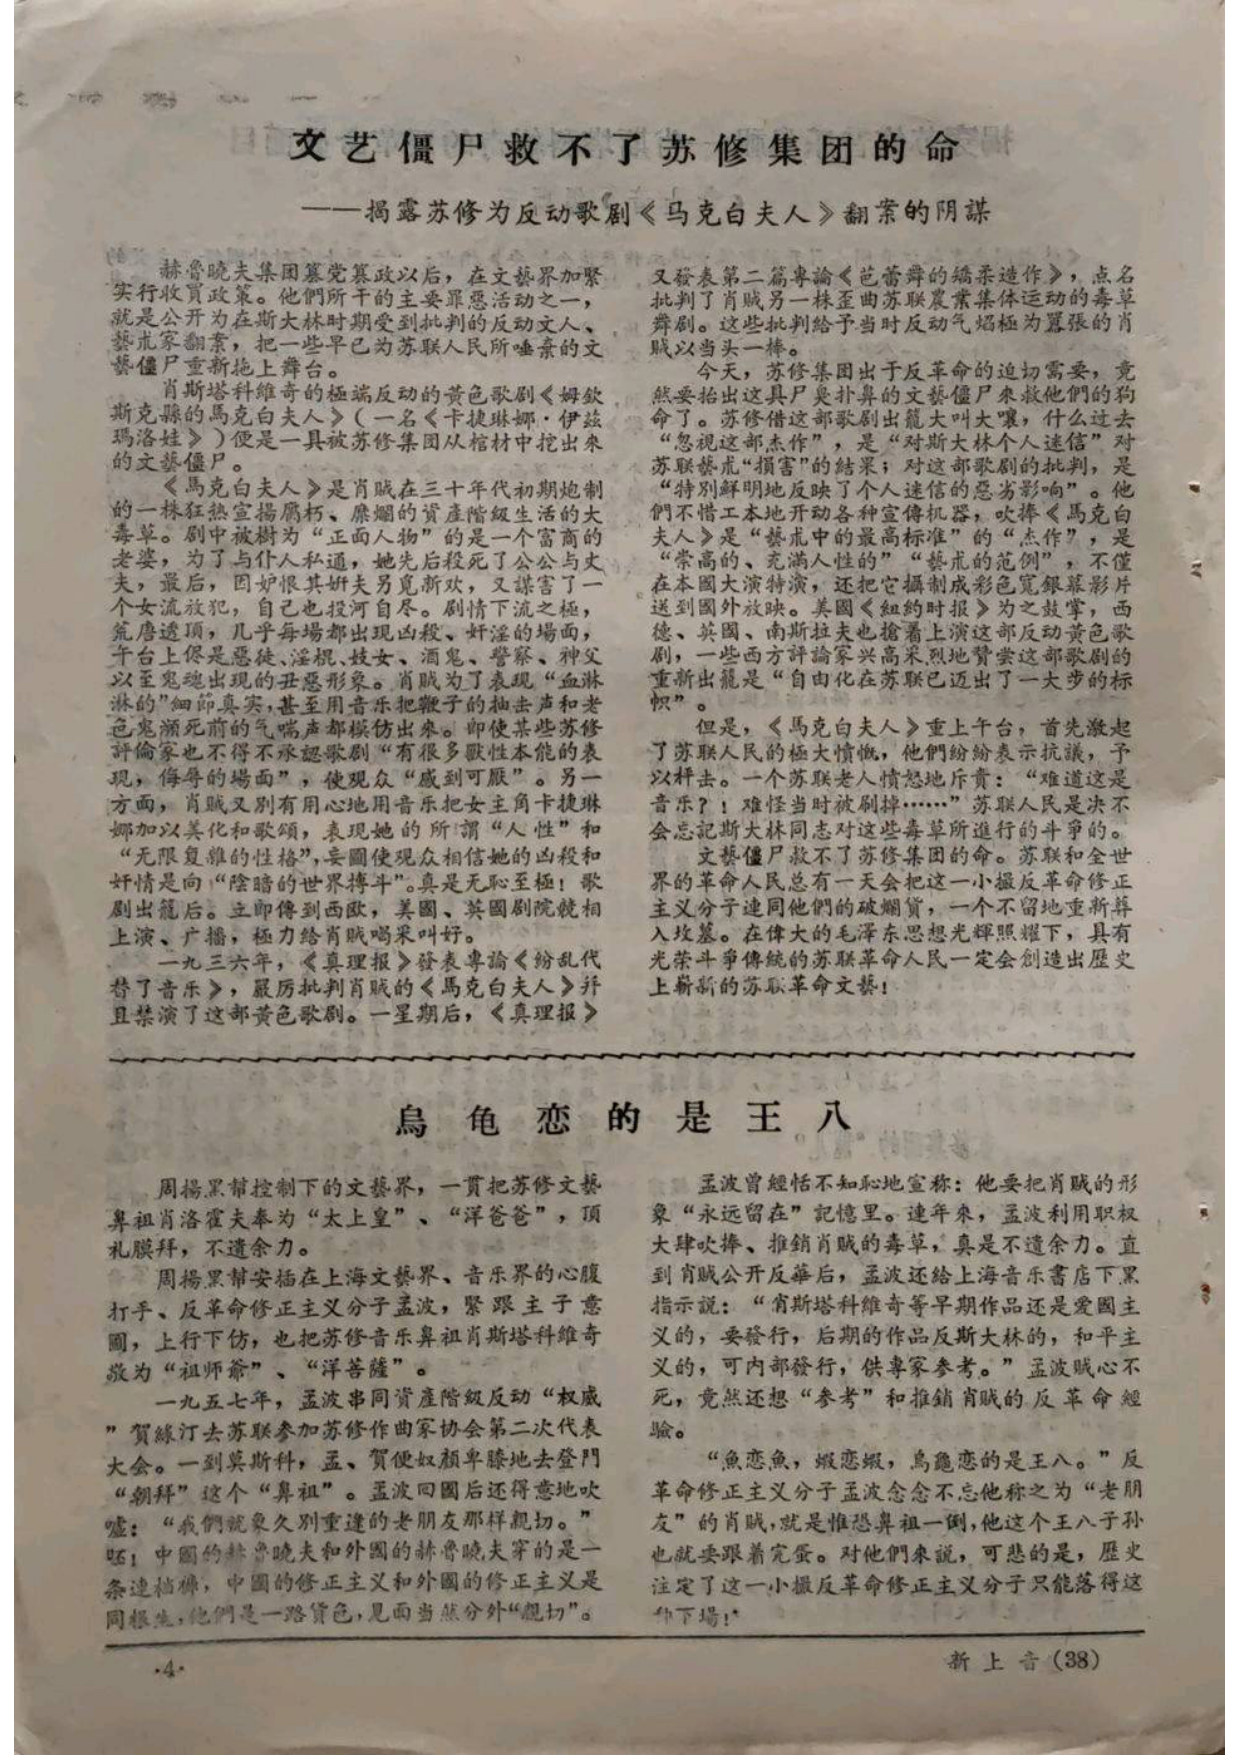 文艺僵尸救不了苏修集团的命
——揭露苏修为反动歌剧《马克白夫人》翻案的阴謀
赫鲁曉夫集团篡党篡政以后，在文藝界加緊
实行收買政策。他們所干的主要罪惡活动之一，
就是公开为在斯大林时期受到批判的反动文人、
藝朮家翻案，把一些早已为苏联人民所唾棄的文
藝僵尸重新拖上舞台。
肖斯塔科維奇的極端反动的黃色歌剧《姆欽
斯克縣的馬克白夫人》（一名《卡捷琳娜·伊兹
瑪洛娃》）便是一具被苏修集团从棺材中挖出來
的文藝僵尸。
《馬克白夫人》是肖贼在三十年代初期炮制
的一株狂热宣揚腐朽、糜爛的資產階級生活的大
毒草。剧中被樹为“正面人物”的是一个富商的
老婆，为了与仆人私通，她先后殺死了公公与丈
夫，最后，因妒恨其姘夫另覓新欢，又謀害了一
个女流放犯，自己也投河自尽。剧情下流之極，
荒唐透頂，几乎每場都出現凶殺、奸淫的場面，
午台上侭是惡徒、淫棍、妓女、酒鬼、警察、神父
以至鬼魂出現的丑惡形象。肖贼为了表現“血淋
淋的”細節真实，甚至用音乐把鞭子的抽击声和老
色鬼瀕死前的气喘声都模仿出來。即使某些苏修
評倫家也不得不承認歌剧“有很多獸性本能的表
現，侮辱的場面”，使观众“感到可厭”。另一
方面，肖贼又別有用心地用音乐把女主角卡捷琳
娜加以美化和歌頌，表現她的所謂“人性”和
“无限复雜的性格”，妄圖使观众相信她的凶殺和
奸情是向“陰暗的世界搏斗”。真是无恥至極！歌
剧出籠后。立即傳到西欧，美國、英國剧院競相
上演、广播，極力給肖贼喝采叫好。
一九三六年，《真理报》發表專論《紛乱代
替了音乐》，嚴厉批判肖贼的《馬克白夫人》幷
且禁演了这部黃色歌剧。一星期后，《真理报》
又發表第二篇專論《芭蕾舞的矯柔造作》，点名
批判了肖贼另一株歪曲苏联農業集体运动的毒草
舞剧。这些批判給予当时反动气焰極为囂張的肖
贼以当头一棒。
今天，苏修集团出于反革命的迫切需要，竟
然要抬出这具尸臭扑鼻的文藝僵尸來救他們的狗
命了。苏修借这部歌剧出籠大叫大嚷，什么过去
“忽視这部杰作”，是“对斯大林个人迷信”对
苏联藝朮“損害”的結果；对这部歌剧的批判，是
“特別鮮明地反映了个人迷信的惡劣影响”。他
們不惜工本地开动各种宣傳机器，吹捧《馬克白
夫人》是“藝朮中的最高标准”的“杰作”，是
“崇高的、充滿人性的”“藝朮的范例”，不僅
在本國大演特演，还把它攝制成彩色寬銀幕影片
送到國外放映。美國《紐約时报》为之鼓掌，西
德、英國、南斯拉夫也搶着上演这部反动黃色歌
剧，一些西方評論家兴高采烈地贊尝这部歌剧的
重新出籠是“自由化在苏联已迈出了一大步的标
帜”。
但是，《馬克白夫人》重上午台，首先激起
了苏联人民的極大憤慨，他們紛紛表示抗議，予
以抨击。一个苏联老人憤怒地斥責：“难道这是
音乐？！难怪当时被刷掉……”苏联人民是决不
会忘記斯大林同志对这些毒草所進行的斗爭的。
文藝僵尸救不了苏修集团的命。苏联和全世
界的革命人民总有一天会把这一小撮反革命修正
主义分子連同他們的破爛貨，一个不留地重新葬
入坟墓。在偉大的毛澤东思想光輝照耀下，具有
光荣斗爭傳統的苏联革命人民一定会創造出歷史
上嶄新的苏联革命文藝！
烏龟恋的是王八
周揚黑幫控制下的文藝界，一貫把苏修文藝
鼻祖肖洛霍夫奉为“太上皇”、“洋爸爸”，頂
礼膜拜，不遺余力。
周揚黑幫安插在上海文藝界、音乐界的心腹
打手、反革命修正主义分子孟波，緊跟主子意
圖，上行下仿，也把苏修音乐鼻祖肖斯塔科維奇
敬为“祖师爺”、“洋菩薩”。
一九五七年，孟波串同資產階級反动“权威
”賀綠汀去苏联參加苏修作曲家协会第二次代表
大会。一到莫斯科，孟、賀便奴顏卑膝地去登門
“朝拜”这个“鼻祖”。孟波回國后还得意地吹
嘘：“我們就象久別重逢的老朋友那样親切。”
呸！中國的赫鲁曉夫和外國的赫鲁曉夫穿的是一
条連裆褲，中國的修正主义和外國的修正主义是
同根生，他們是一路貨色，見面当然分外“親切”。
孟波曾經恬不知恥地宣称：他要把肖贼的形
象“永远留在”記憶里。連年來，孟波利用职权
大肆吹捧、推銷肖贼的毒草，真是不遺余力。直
到肖贼公开反華后，孟波还給上海音乐書店下黑
指示説：“肖斯塔科維奇等早期作品还是爱國主
义的，要發行，后期的作品反斯大林的，和平主
义的，可內部發行，供專家参考。”孟波贼心不
死，竟然还想“参考”和推銷肖贼的反革命經
驗。
“魚恋魚，蝦恋蝦，烏龜恋的是王八。”反
革命修正主义分子孟波念念不忘他称之为“老朋
友”的肖贼，就是惟恐鼻祖一倒，他这个王八子孙
也就要跟着完蛋。对他們來説，可悲的是，歷史
注定了这一小撮反革命修正主义分子只能落得这
种下場！
·4·
新上音（38）